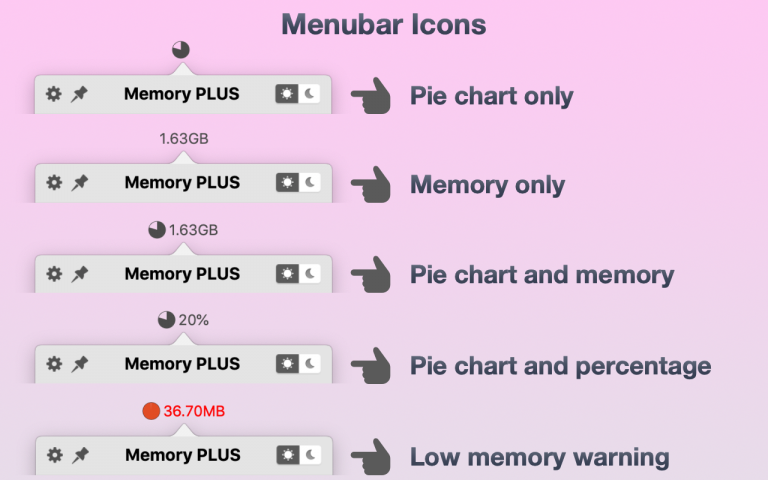 Menubar Icons
Memory PLUS
Pie chart only
1.63GB
Memory PLUS
Memory only
1.63GB
Memory PLUS
Pie chart and memory
20%
Memory PLUS
Pie chart and percentage
36.70MB
Memory PLUS
Low memory warning